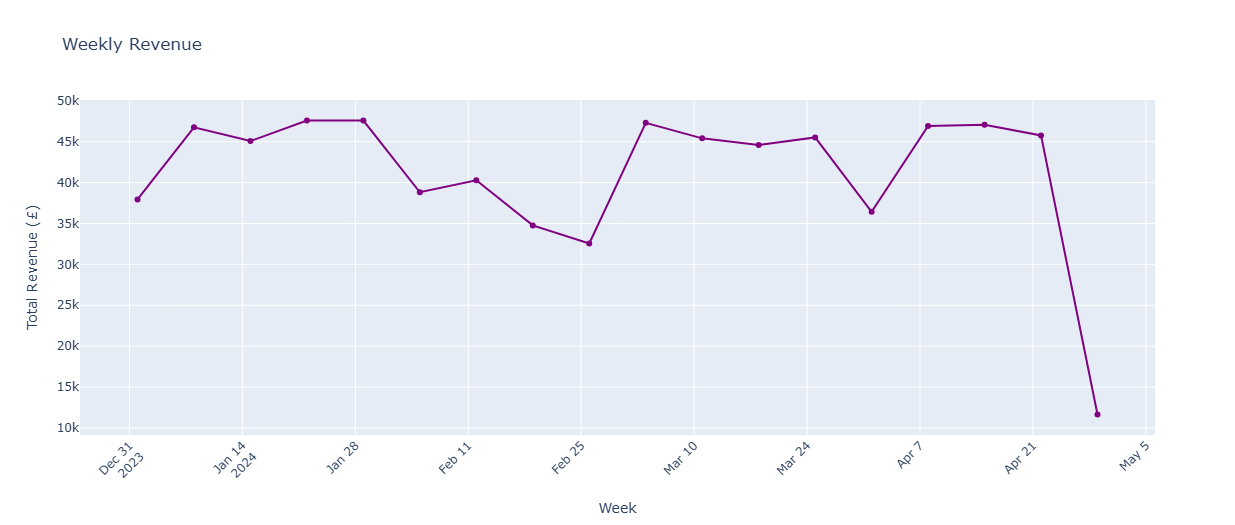 Weekly Revenue
50k
45k
40k
35k
30k
25k
20k
15k
10k
Total Revenue (£)
Dec 31
2023
Jan 14
2024
Jan 28
Feb 11
Feb 25
Mar 10
Mar 24
Apr 7
Apr 21
May 5
Week